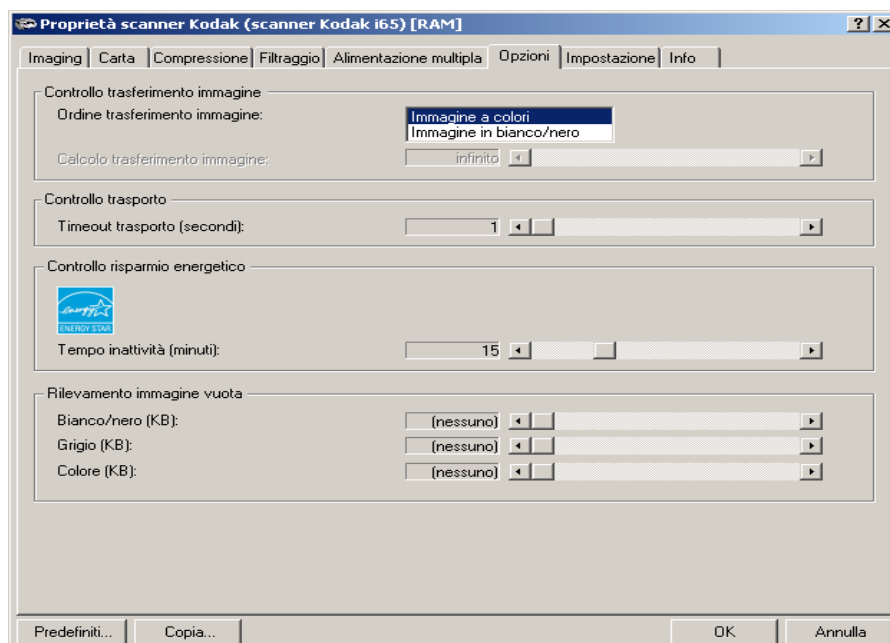 Proprietà scanner Kodak (scanner Kodak i65) [RAM]
Imaging Carta Compressione Filtraggio Alimentazione multipla Opzioni Impostazione Info
Controllo trasferimento immagine
Ordine trasferimento immagine:
Immagine a colori
Immagine in bianco/nero
Calcolo trasferimento immagine: infinito
Controllo trasporto
Timeout trasporto (secondi): 1
Controllo risparmio energetico
energy
ENERGY STAR
Tempo inattività (minuti): 15
Rilevamento immagine vuota
Bianco/nero (KB): (nessuno)
Grigio (KB): (nessuno)
Colore (KB): (nessuno)
Predefiniti... Copia... OK Annulla